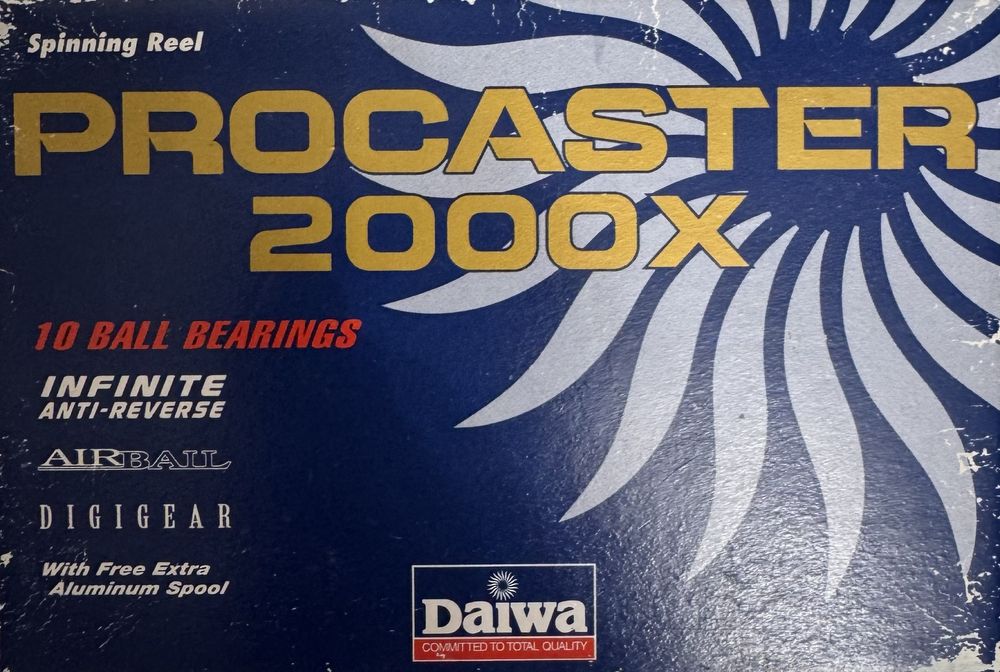 Spinning Reel
PROCASTER
2000X
10 BALL BEARINGS
INFINITE
ANTI-REVERSE
AIRBAIL
DIGIGEAR
With Free Extra
Aluminum Spool
Daiwa
COMMITTED TO TOTAL QUALITY